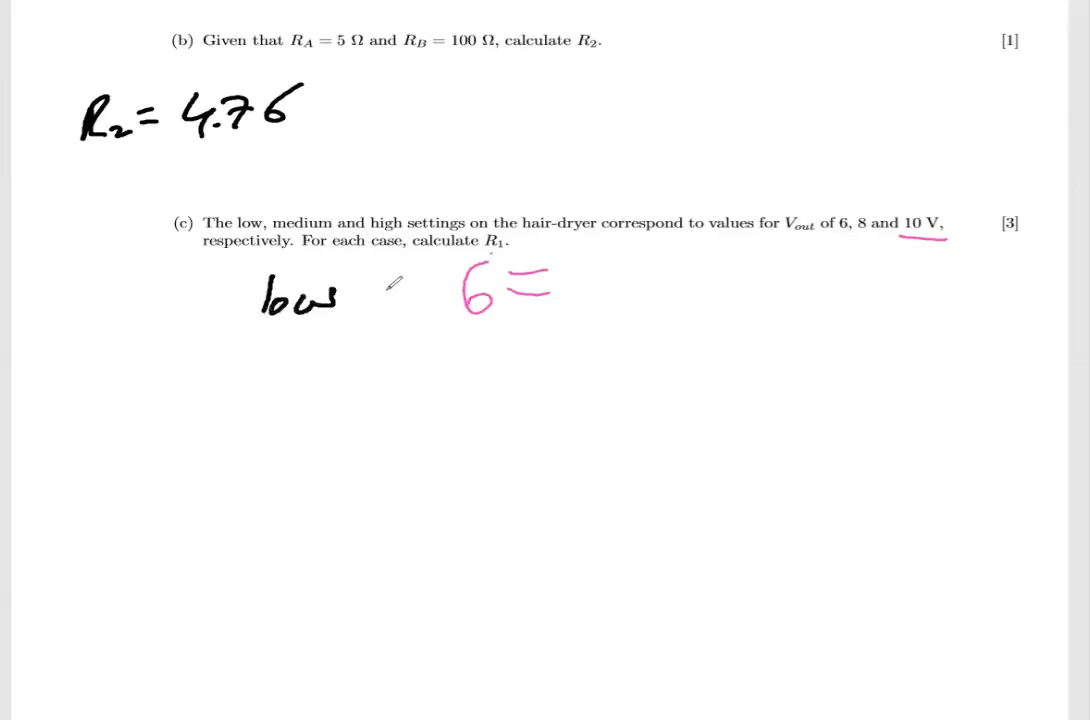 (b) Given that R_A = 5 Ω and R_B = 100 Ω, calculate R_2. [1]
R_2 = 4.76
(c) The low, medium and high settings on the hair-dryer correspond to values for V_out of 6, 8 and 10 V, [3]
respectively. For each case, calculate R_1.
low 6 =